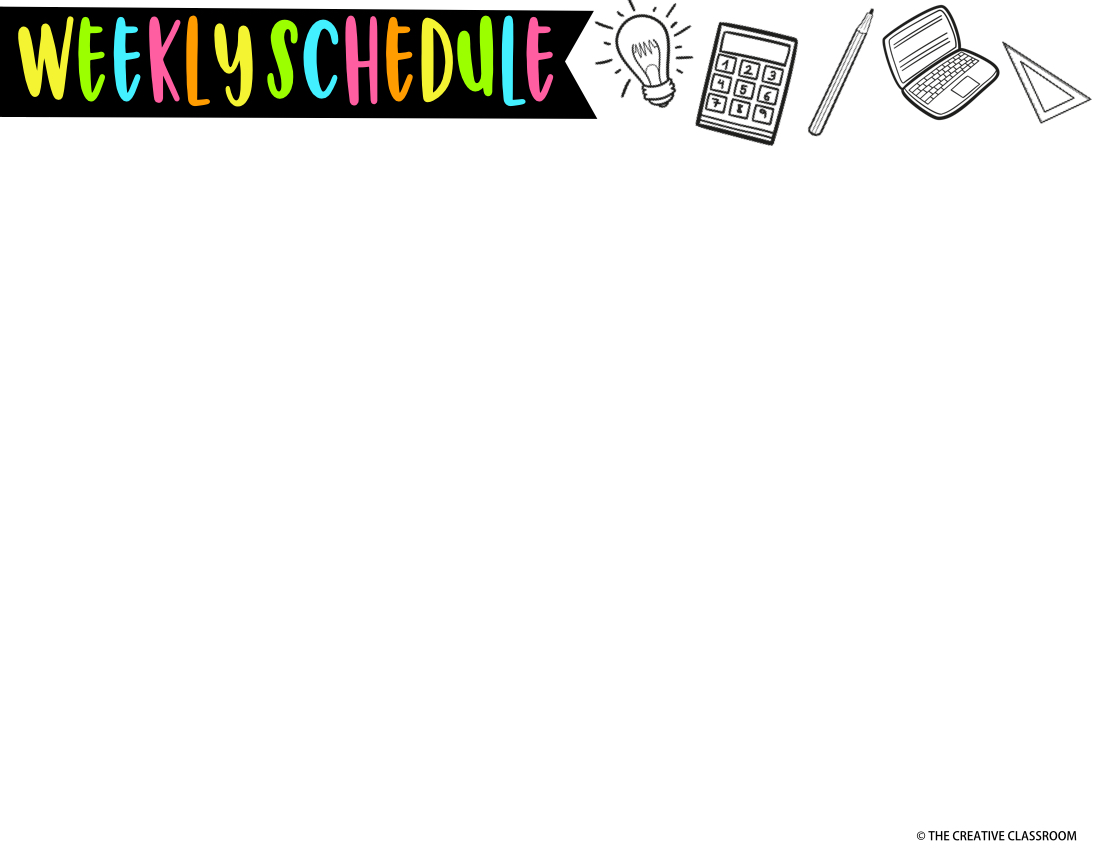 WEEKLY SCHEDULE
1 2 3
4 5 6
7 8 9
© THE CREATIVE CLASSROOM